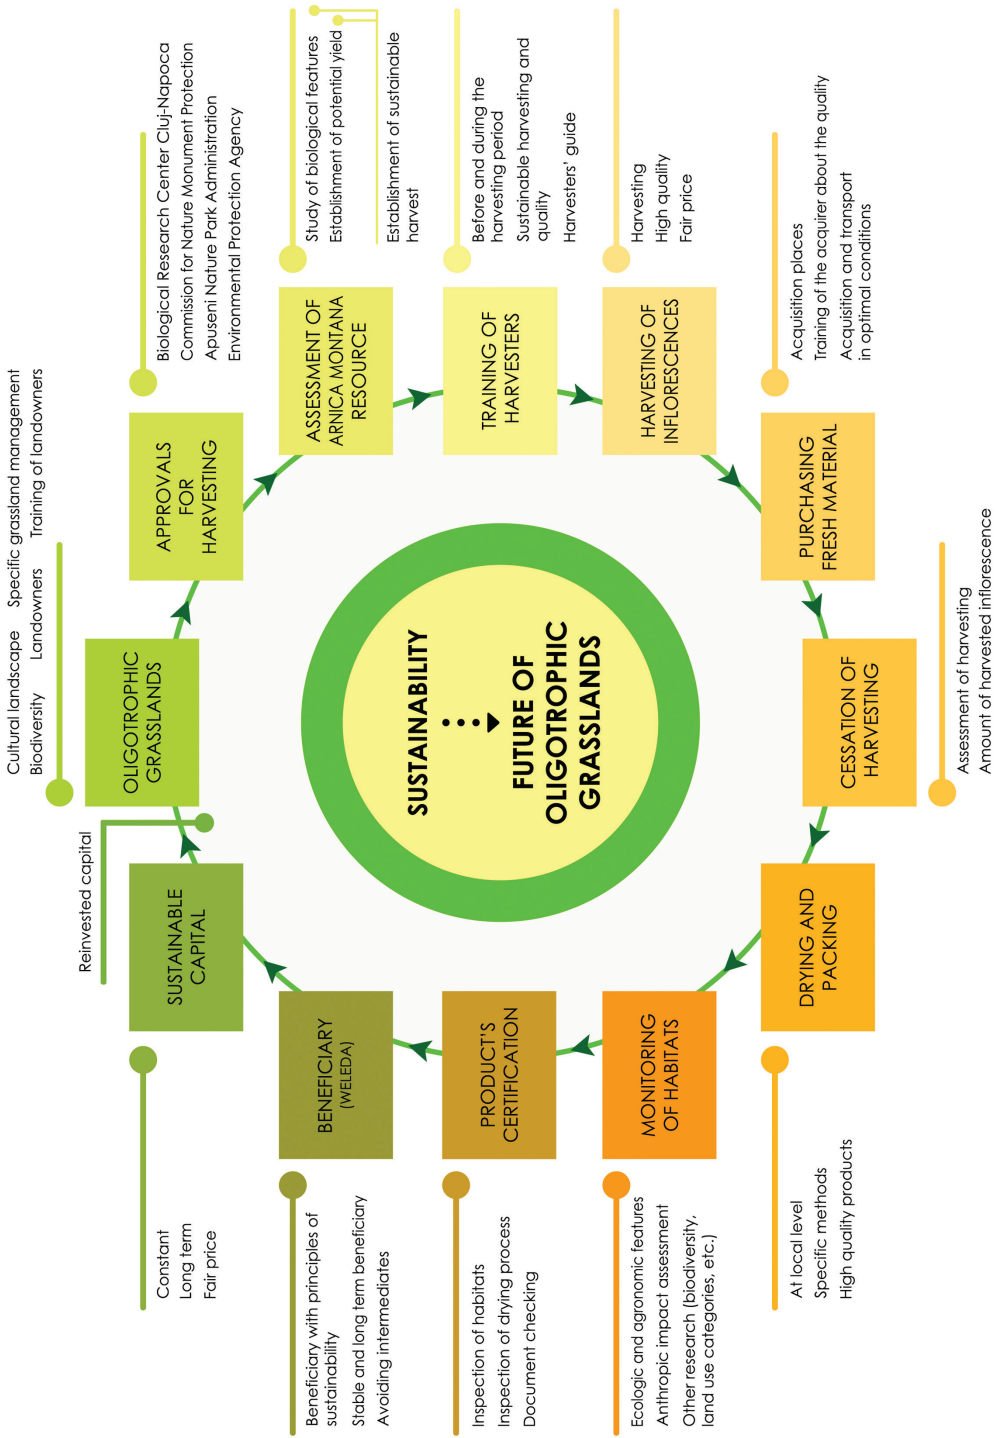 Cultural landscape
Specific grassland management
Biodiversity
Landowners
Training of landowners
OLIGOTROPHIC
GRASSLANDS
Biological Research Center Cluj-Napoca
Commission for Nature Monument Protection
Apuseni Nature Park Administration
Environmental Protection Agency
APPROVALS
FOR
HARVESTING
Study of biological features
Establishment of potential yield
Establishment of sustainable
harvest
ASSESSMENT OF
ARNICA MONTANA
RESOURCE
Before and during the
harvesting period
Sustainable harvesting and
quality
Harvesters' guide
TRAINING OF
HARVESTERS
Harvesting
High quality
Fair price
HARVESTING OF
INFLORESCENCES
Acquisition places
Training of the acquirer about the quality
Acquisition and transport
in optimal conditions
PURCHASING
FRESH MATERIAL
Assessment of harvesting
Amount of harvested inflorescence
CESSATION OF
HARVESTING
At local level
Specific methods
High quality products
DRYING AND
PACKING
Ecologic and agronomic features
Anthropic impact assessment
Other research (biodiversity,
land use categories, etc.)
MONITORING
OF HABITATS
Inspection of habitats
Inspection of drying process
Document checking
PRODUCT'S
CERTIFICATION
Beneficiary with principles of
sustainability
Stable and long term beneficiary
Avoiding intermediates
BENEFICIARY
(WELEDA)
Constant
Long term
Fair price
SUSTAINABLE
CAPITAL
Reinvested capital
SUSTAINABILITY
FUTURE OF
OLIGOTROPHIC
GRASSLANDS